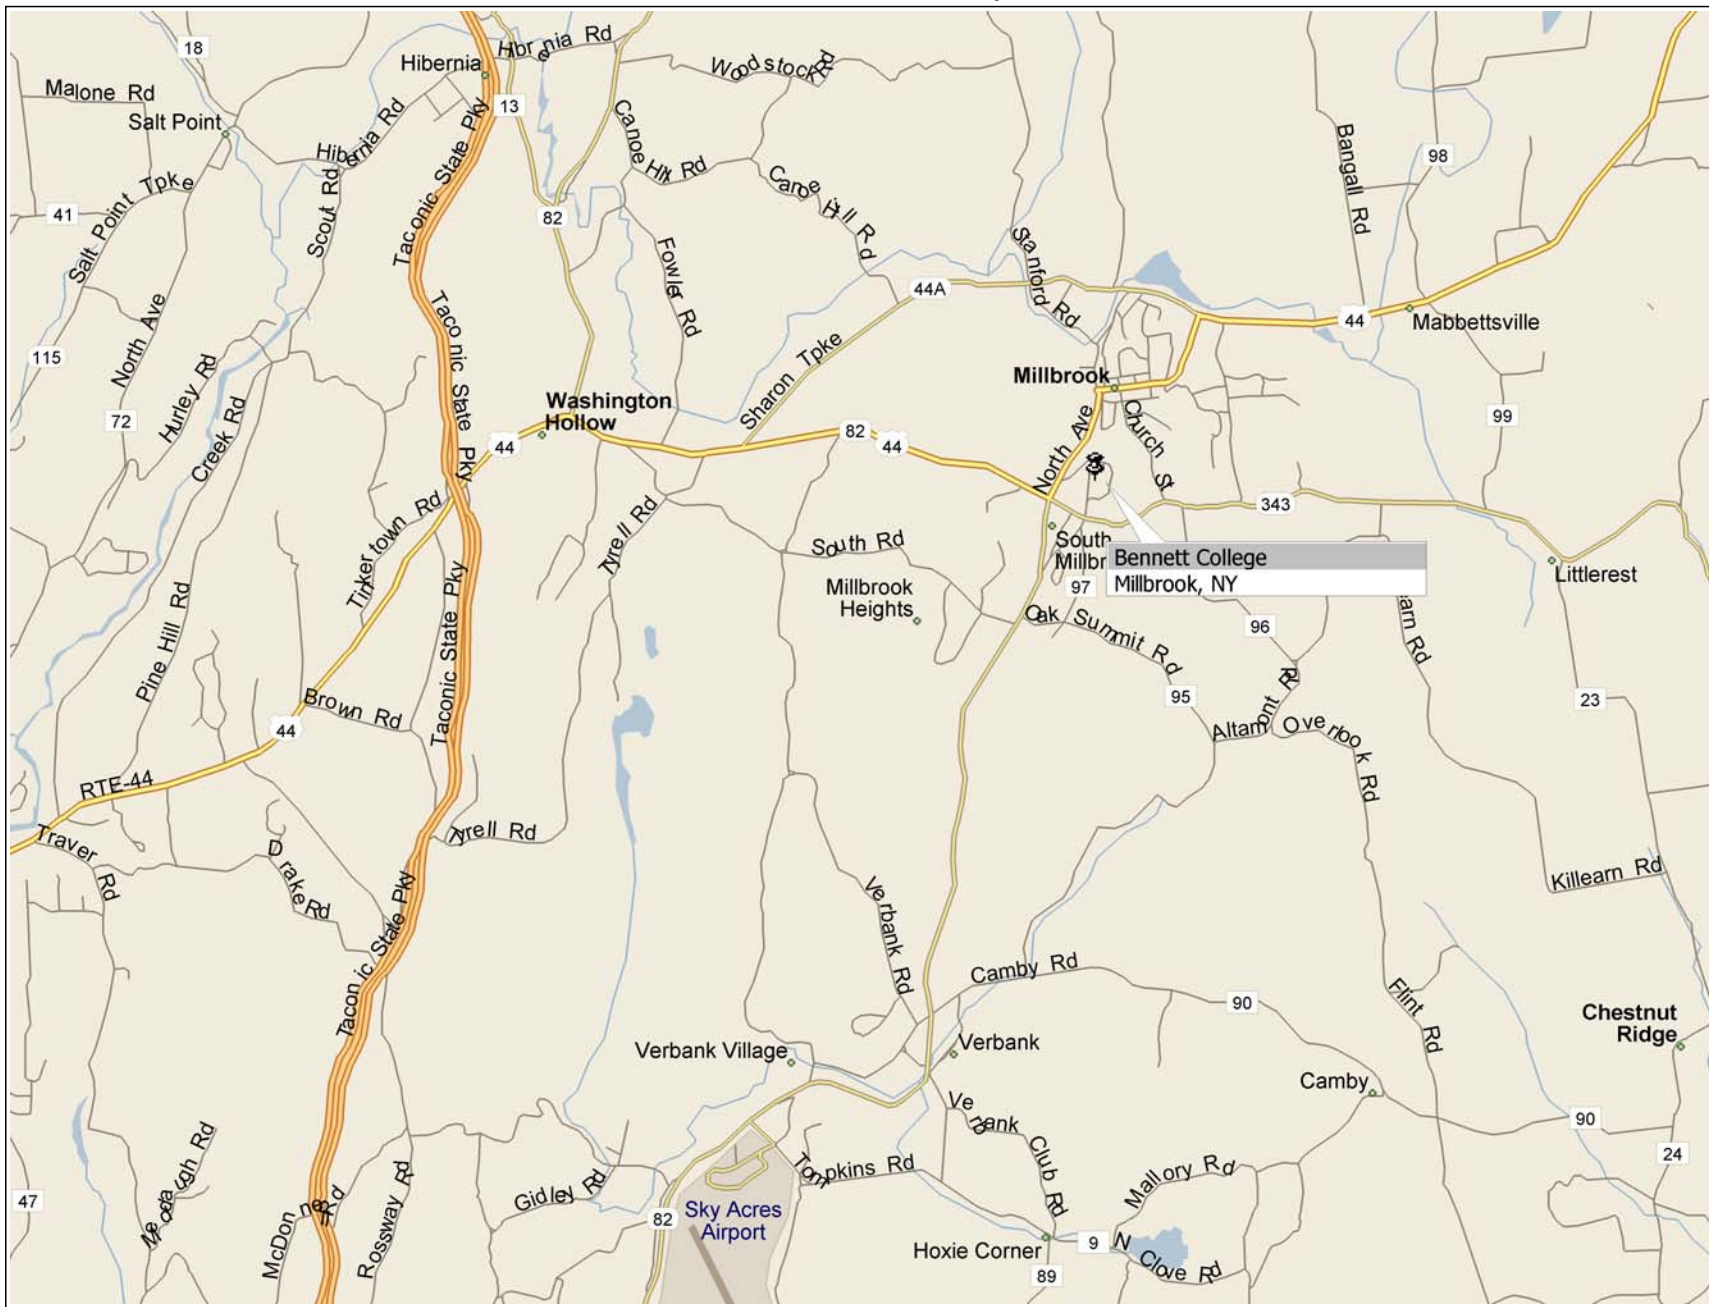 18
Hibernia Rd
Hibernia
Woodstock Rd
Malone Rd
13
Salt Point
Hibernia Rd
Canoe Hill Rd
Bangall Rd
98
Taconic State Pky
Salt Point Tpke
Scout Rd
Canoe Hill Rd
41
82
Fowler Rd
Stanford Rd
44A
Taconic State Pky
44
Mabbettsville
North Ave
115
Hurley Rd
Sharon Tpke
Millbrook
Washington
Hollow
Creek Rd
72
44
82
44
North Ave
Church St
99
343
Tinkertown Rd
Tyrell Rd
South Rd
South
Millbr
Bennett College
Millbrook, NY
Littlerest
Millbrook
Heights
97
Oak Summit Rd
96
earn Rd
Pine Hill Rd
Taconic State Pky
Brown Rd
44
95
23
Altamont Rd
Overlook Rd
RTE-44
Traver Rd
Tyrell Rd
Drake Rd
Killearn Rd
Taconic State Pky
Verbank Rd
Camby Rd
90
Flint Rd
Chestnut
Ridge
Verbank Village
Verbank
Camby
90
Verbank Club Rd
24
Tompkins Rd
Mallory Rd
47
McDonnell Rd
Rossway Rd
Gidley Rd
82
Sky Acres
Airport
Hoxie Corner
9
N Clove Rd
89